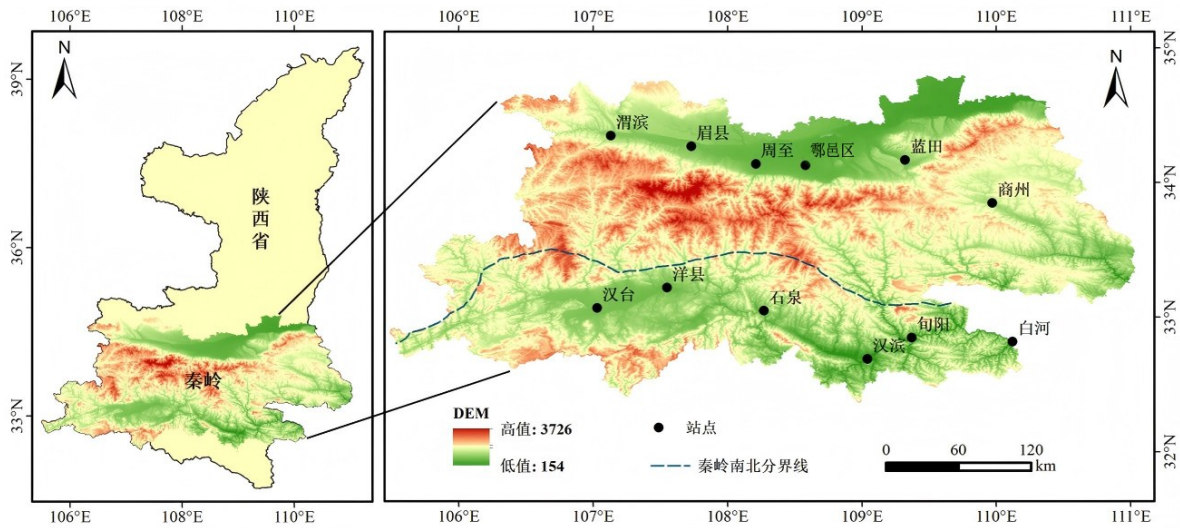 106°E
108°E
110°E
N
39°N
36°N
33°N
陕
西
省
秦岭
106°E
108°E
110°E
106°E
107°E
108°E
109°E
110°E
111°E
N
35°N
34°N
33°N
32°N
渭滨
眉县
周至
鄠邑区
蓝田
商州
洋县
汉台
石泉
旬阳
白河
汉滨
DEM
高值: 3726
低值: 154
站点
秦岭南北分界线
0 60 120
km
106°E
107°E
108°E
109°E
110°E
111°E